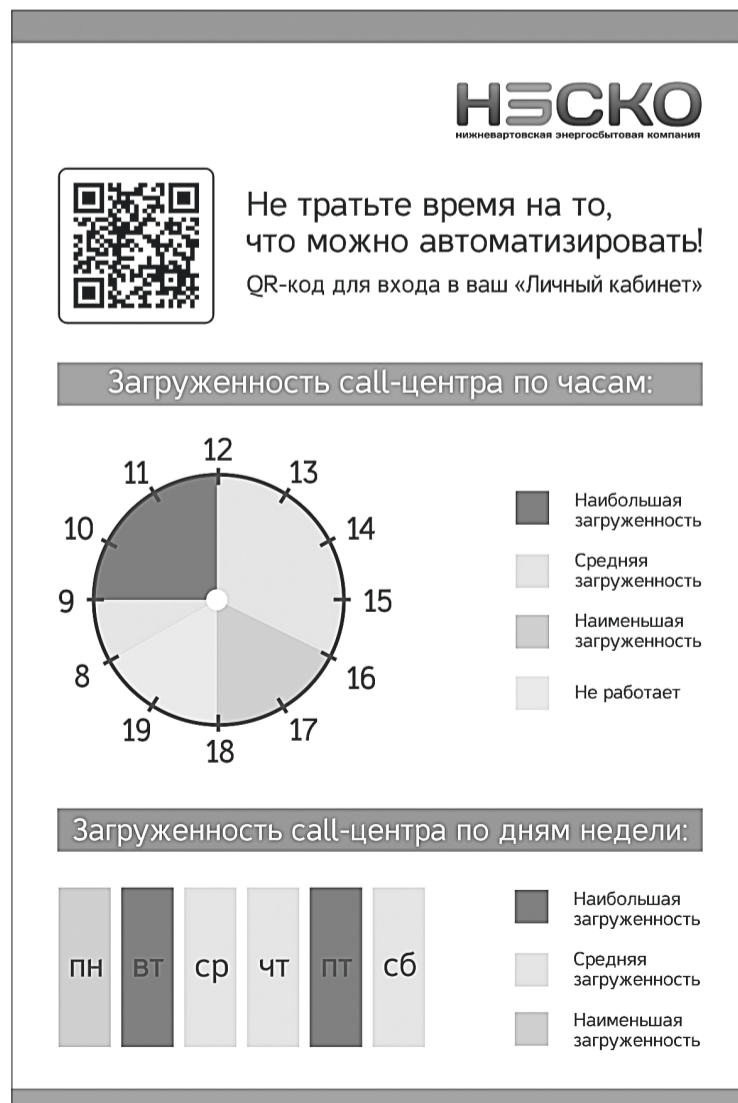 НЭСКО
нижневартовская энергосбытовая компания
Не тратьте время на то,
что можно автоматизировать!
QR-код для входа в ваш «Личный кабинет»
Загруженность call-центра по часам:
12
11
13
10
14
9
15
8
16
19
17
18
Наибольшая
загруженность
Средняя
загруженность
Наименьшая
загруженность
Не работает
Загруженность call-центра по дням недели:
пн вт ср чт пт сб
Наибольшая
загруженность
Средняя
загруженность
Наименьшая
загруженность